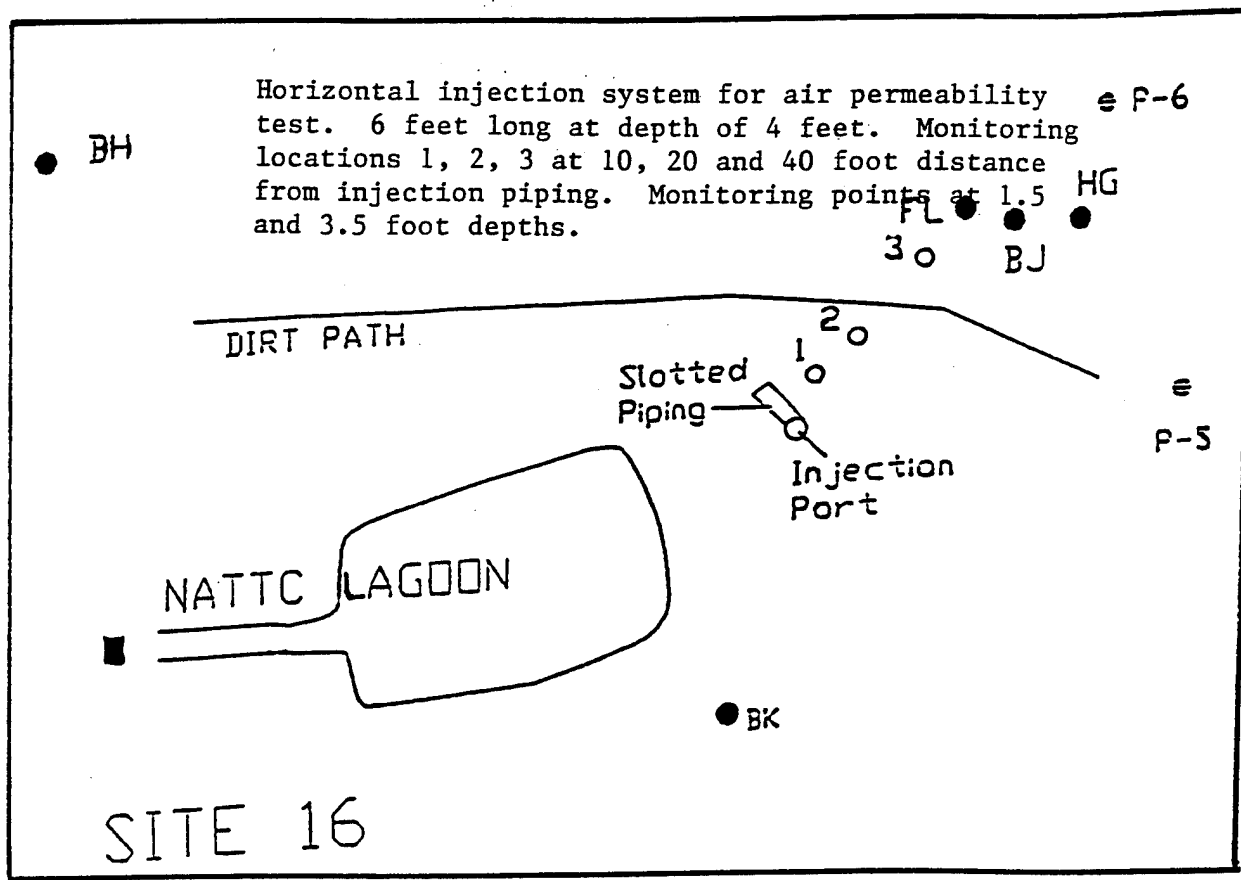 Horizontal injection system for air permeability
test. 6 feet long at depth of 4 feet. Monitoring
locations 1, 2, 3 at 10, 20 and 40 foot distance
from injection piping. Monitoring points at 1.5
and 3.5 foot depths.
P-6
BH
HG
FL
3
BJ
DIRT PATH
2
1
Slotted
Piping
P-5
Injection
Port
NATTC LAGOON
BK
SITE 16